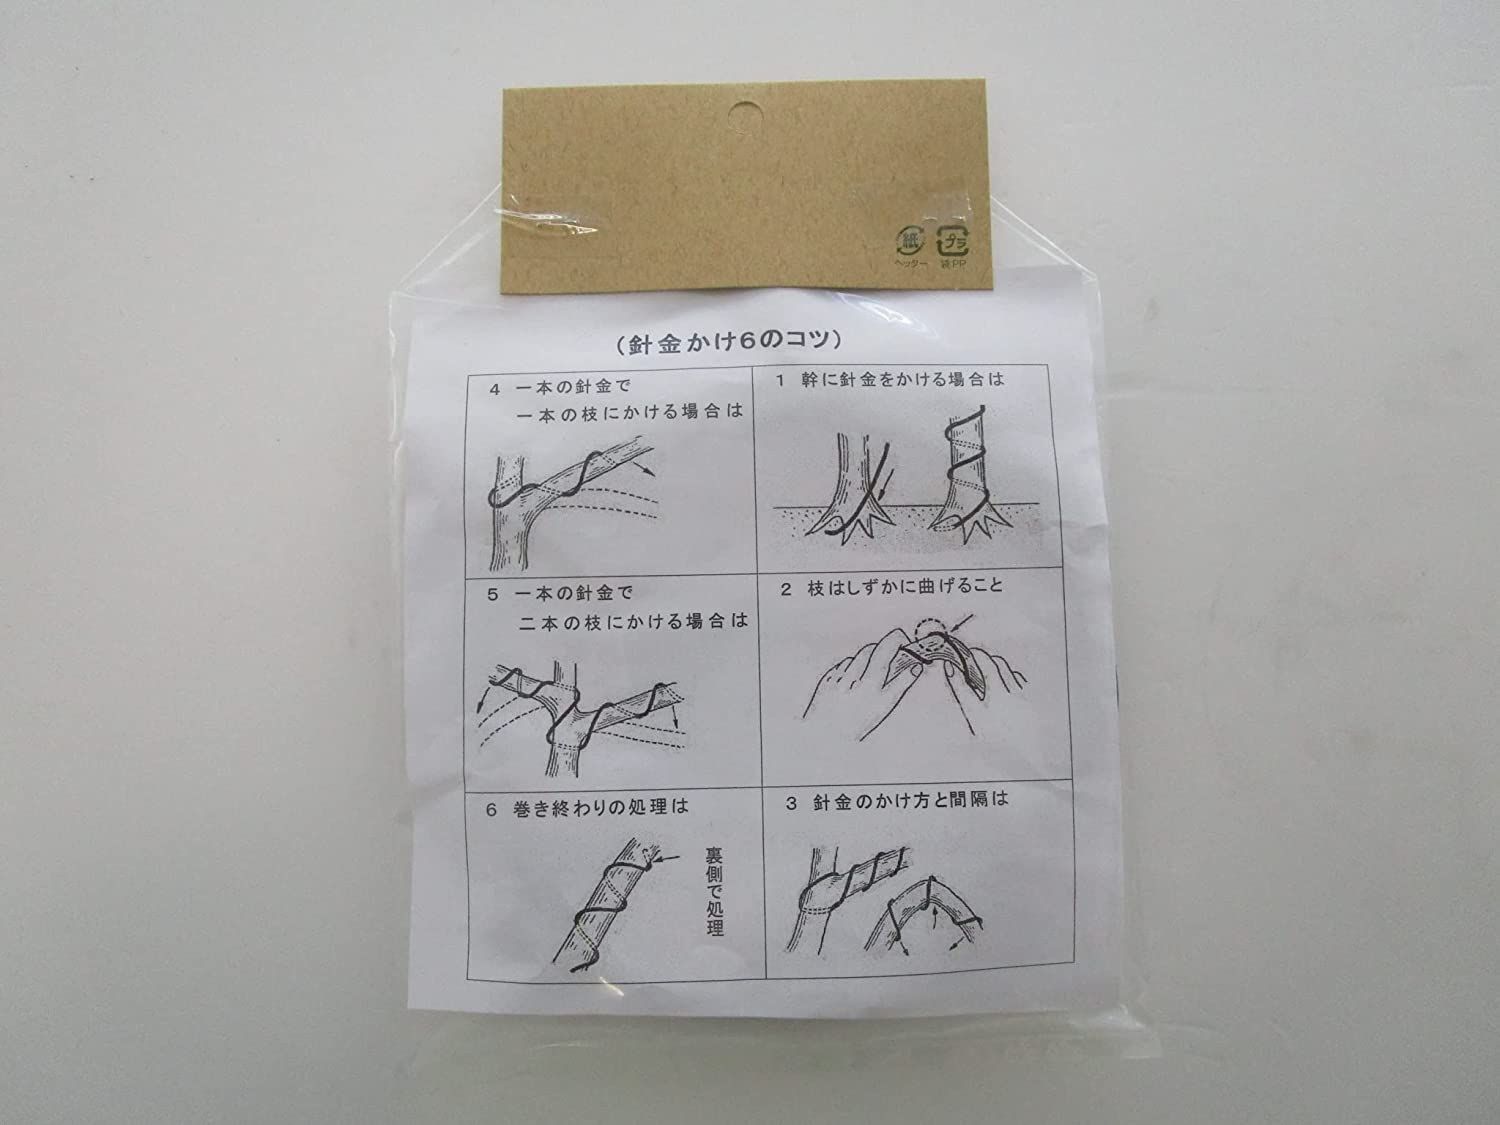 紙
プラ
ヘッダー
袋PP
（針金かけ6のコツ）
1 幹に針金をかける場合は
2 枝はしずかに曲げること
3 針金のかけ方と間隔は
4 一本の針金で
一本の枝にかける場合は
5 一本の針金で
二本の枝にかける場合は
6 巻き終わりの処理は
裏側で処理